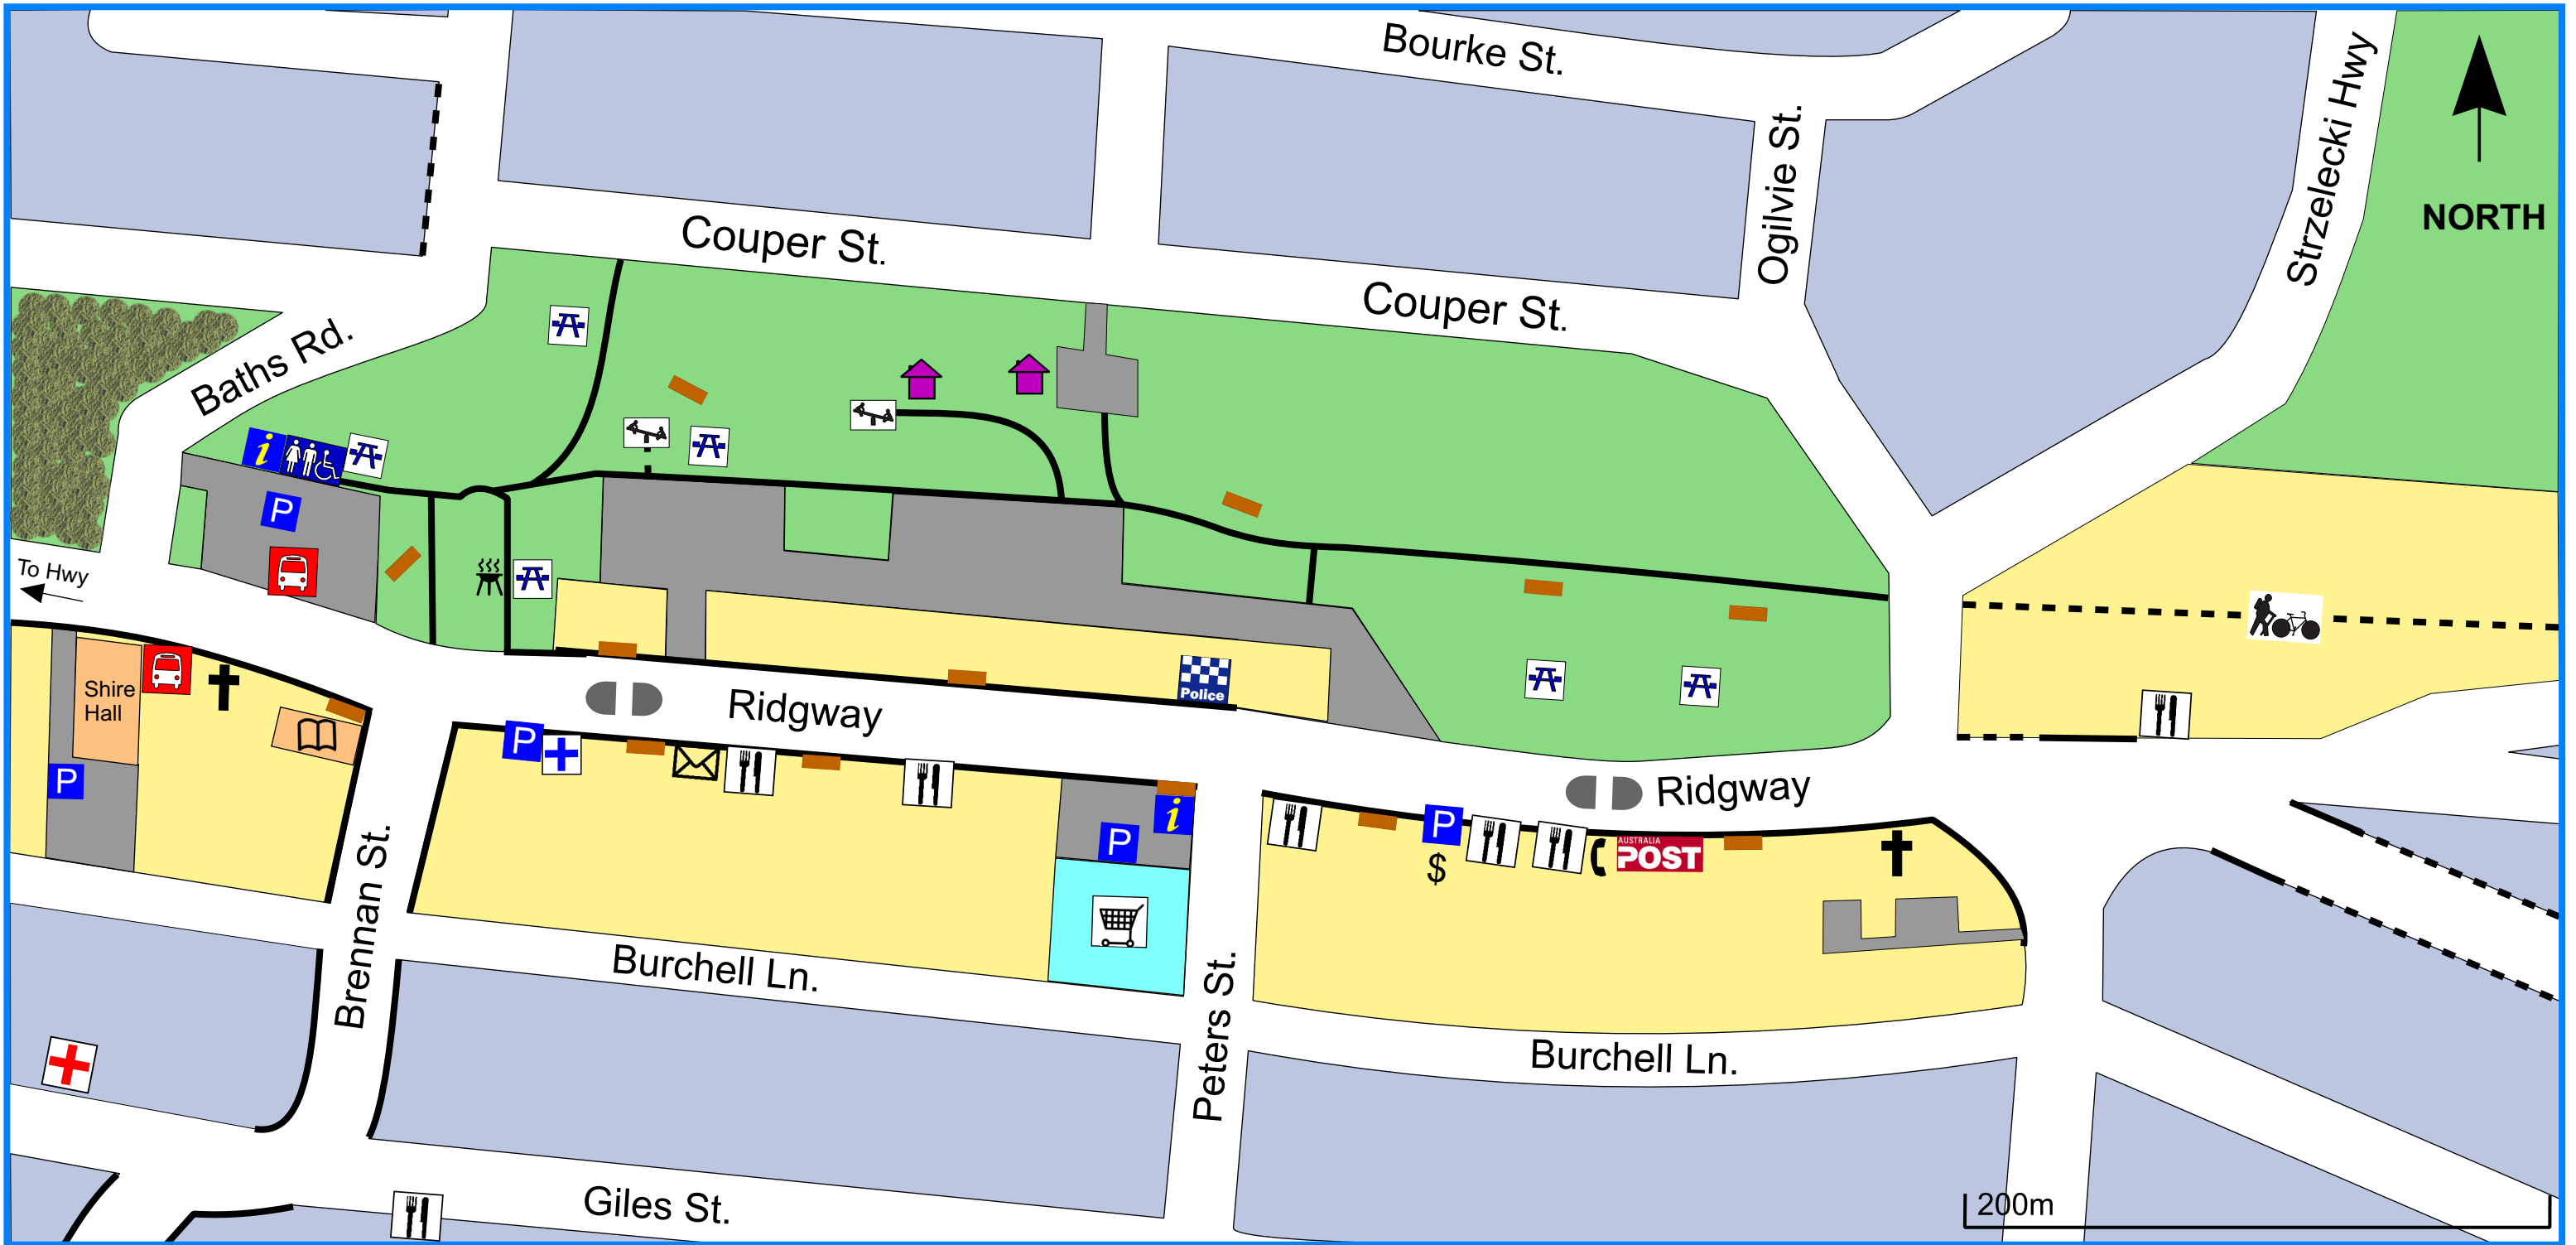 Bourke St.
Strzelecki Hwy
Ogilvie St.
NORTH
Couper St.
Couper St.
Baths Rd.
i
P
To Hwy
Shire
Hall
Police
Ridgway
P
P
Ridgway
i
P
P
$
AUSTRALIA
POST
Brennan St.
Burchell Ln.
Peters St.
Burchell Ln.
Giles St.
200m